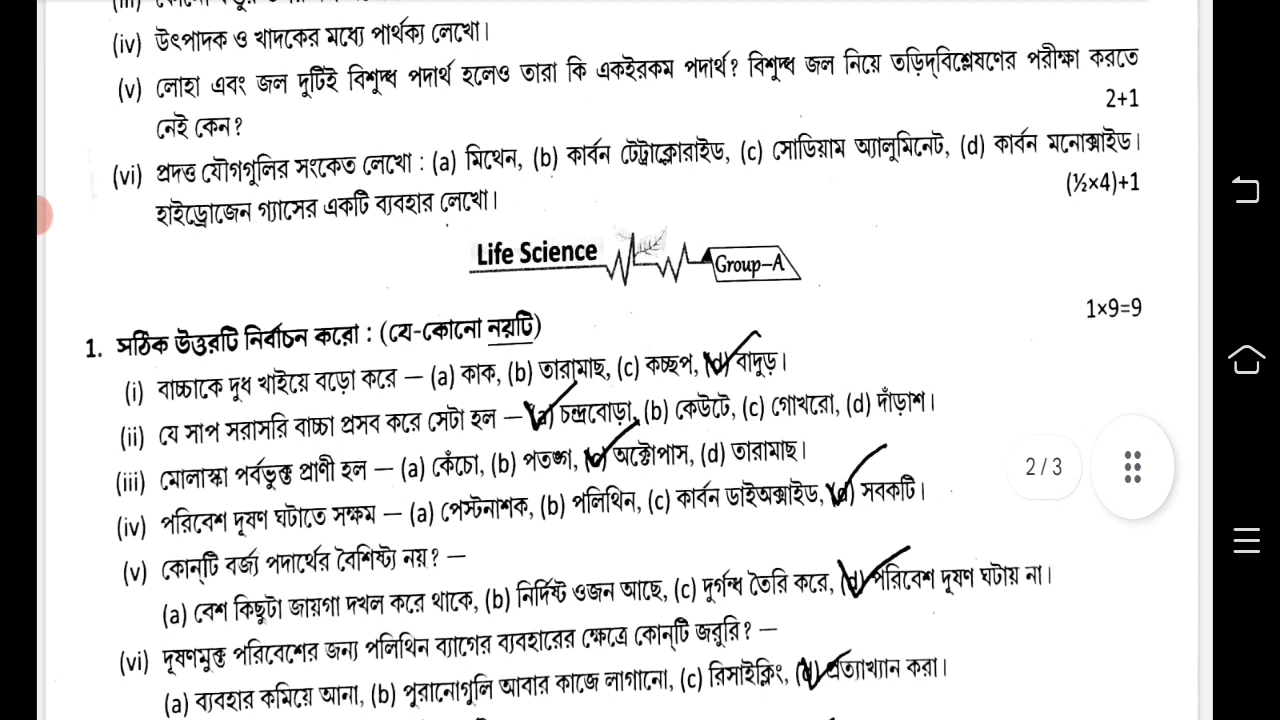 (iv) উৎপাদক ও খাদকের মধ্যে পার্থক্য লেখো।
(v) লোহা এবং জল দুটিই বিশুদ্ধ পদার্থ হলেও তারা কি একইরকম পদার্থ? বিশুদ্ধ জল নিয়ে তড়িদ্‌বিশ্লেষণের পরীক্ষা করতে
নেই কেন? 2+1
(vi) প্রদত্ত যৌগগুলির সংকেত লেখো : (a) মিথেন, (b) কার্বন টেট্রাক্লোরাইড, (c) সোডিয়াম অ্যালুমিনেট, (d) কার্বন মনোক্সাইড।
হাইড্রোজেন গ্যাসের একটি ব্যবহার লেখো। (½×4)+1
Life Science Group–A
1. সঠিক উত্তরটি নির্বাচন করো : (যে-কোনো নয়টি) 1×9=9
(i) বাচ্চাকে দুধ খাইয়ে বড়ো করে — (a) কাক, (b) তারামাছ, (c) কচ্ছপ, (d) বাদুড়।
(ii) যে সাপ সরাসরি বাচ্চা প্রসব করে সেটা হল — (a) চন্দ্রবোড়া, (b) কেউটে, (c) গোখরো, (d) দাঁড়াশ।
(iii) মোলাস্কা পর্বভুক্ত প্রাণী হল — (a) কেঁচো, (b) পতঙ্গ, (c) অক্টোপাস, (d) তারামাছ।
(iv) পরিবেশ দূষণ ঘটাতে সক্ষম — (a) পেস্টনাশক, (b) পলিথিন, (c) কার্বন ডাইঅক্সাইড, (d) সবকটি।
2/3
(v) কোন্‌টি বর্জ্য পদার্থের বৈশিষ্ট্য নয়? —
(a) বেশ কিছুটা জায়গা দখল করে থাকে, (b) নির্দিষ্ট ওজন আছে, (c) দুর্গন্ধ তৈরি করে, (d) পরিবেশ দূষণ ঘটায় না।
(vi) দূষণমুক্ত পরিবেশের জন্য পলিথিন ব্যাগের ব্যবহারের ক্ষেত্রে কোন্‌টি জরুরি? —
(a) ব্যবহার কমিয়ে আনা, (b) পুরানোগুলি আবার কাজে লাগানো, (c) রিসাইক্লিং, (d) প্রত্যাখ্যান করা।